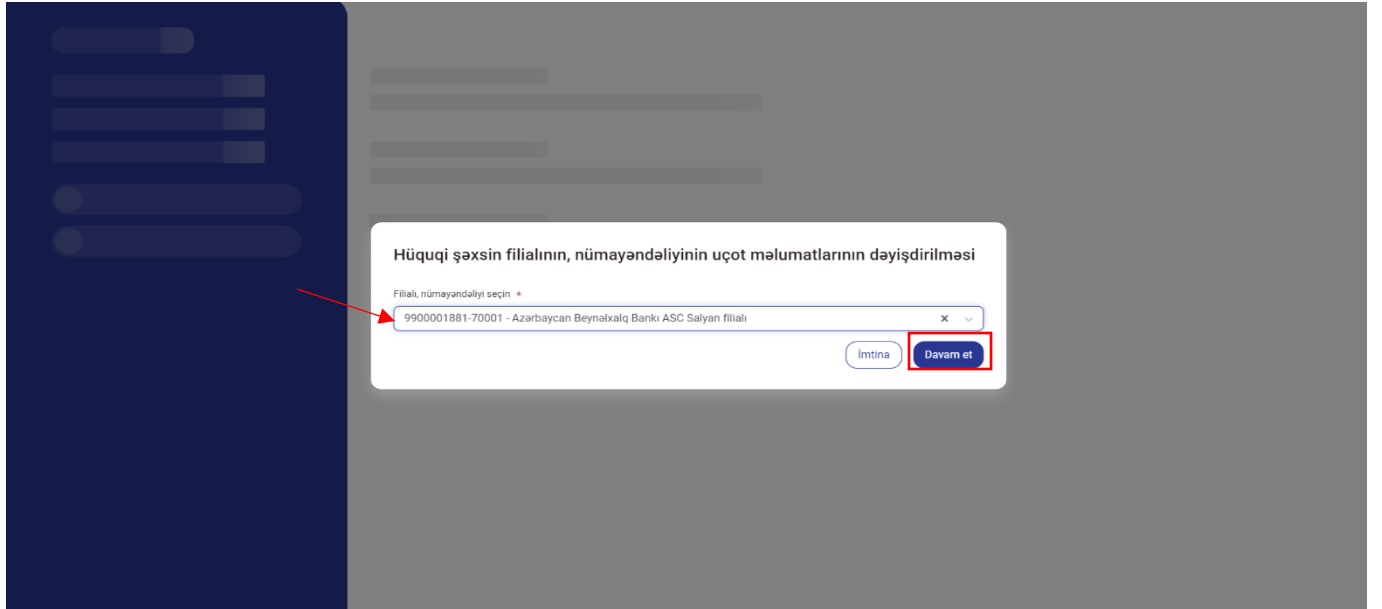 Hüquqi şəxsin filialının, nümayəndəliyinin uçot məlumatlarının dəyişdirilməsi
Filialı, nümayəndəliyi seçin *
9900001881-70001 - Azərbaycan Beynəlxalq Bankı ASC Salyan filialı
İmtina
Davam et